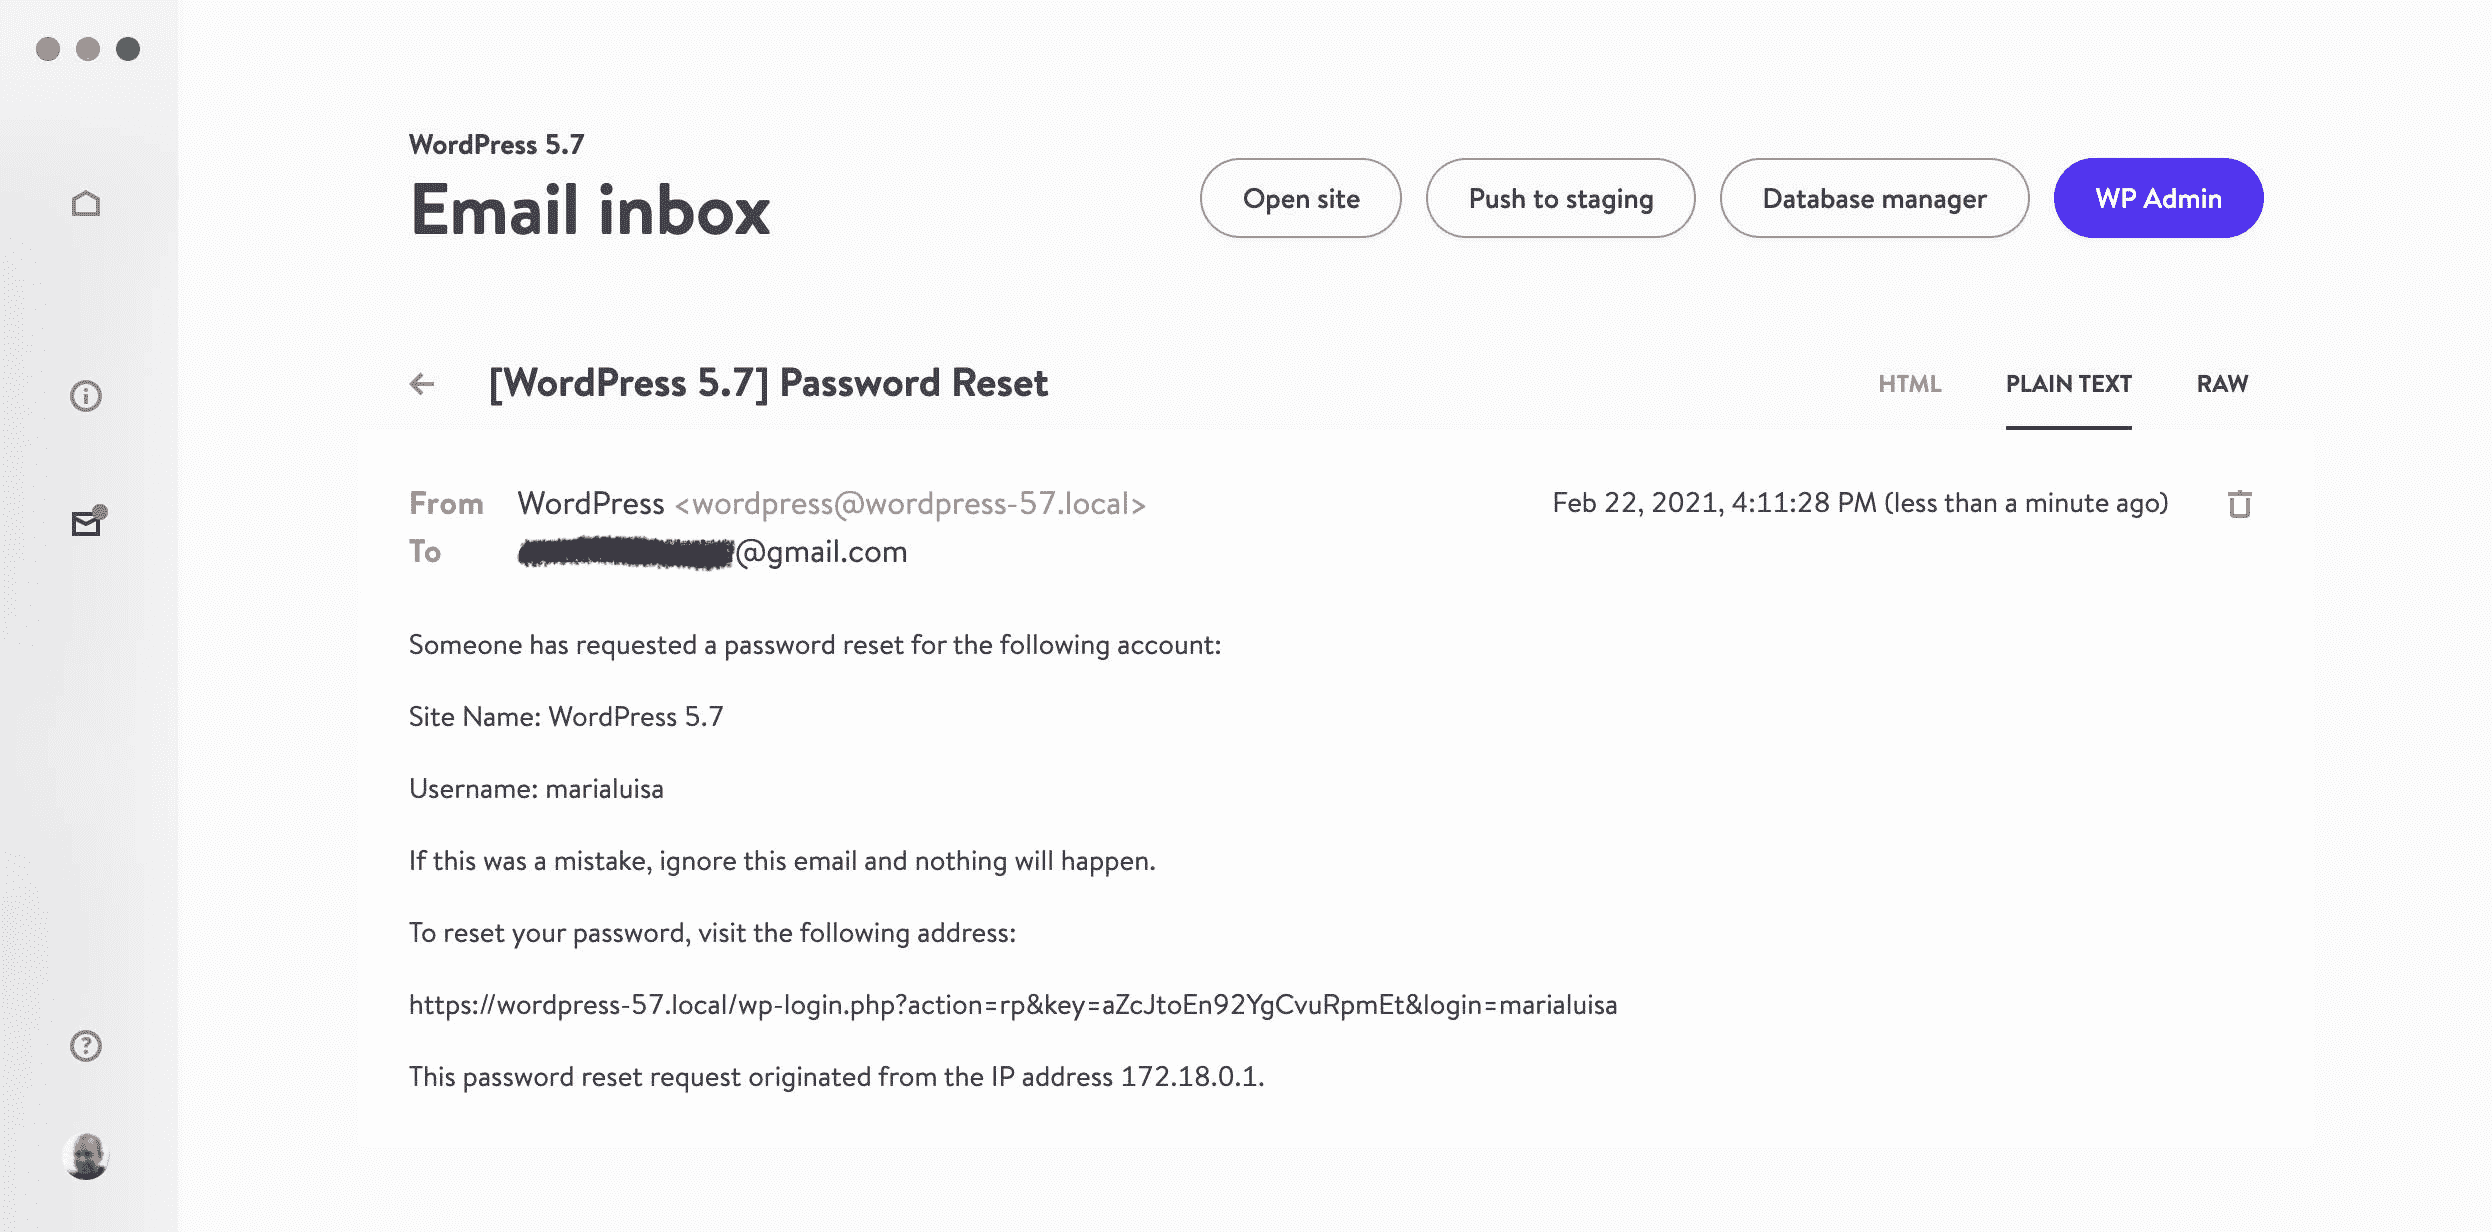 WordPress 5.7
Email inbox
Open site
Push to staging
Database manager
WP Admin
[WordPress 5.7] Password Reset
HTML
PLAIN TEXT
RAW
From WordPress <wordpress@wordpress-57.local>
Feb 22, 2021, 4:11:28 PM (less than a minute ago)
To @gmail.com
Someone has requested a password reset for the following account:
Site Name: WordPress 5.7
Username: marialuisa
If this was a mistake, ignore this email and nothing will happen.
To reset your password, visit the following address:
https://wordpress-57.local/wp-login.php?action=rp&key=aZcJtoEn92YgCvuRpmEt&login=marialuisa
This password reset request originated from the IP address 172.18.0.1.